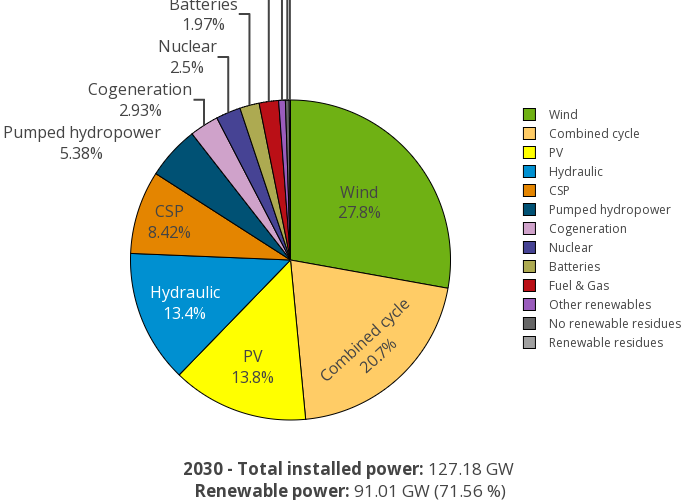 Batteries
1.97%
Nuclear
2.5%
Cogeneration
2.93%
Pumped hydropower
5.38%
Wind
27.8%
CSP
8.42%
Hydraulic
13.4%
PV
13.8%
Combined cycle
20.7%
Wind
Combined cycle
PV
Hydraulic
CSP
Pumped hydropower
Cogeneration
Nuclear
Batteries
Fuel & Gas
Other renewables
No renewable residues
Renewable residues
2030 - Total installed power: 127.18 GW
Renewable power: 91.01 GW (71.56 %)